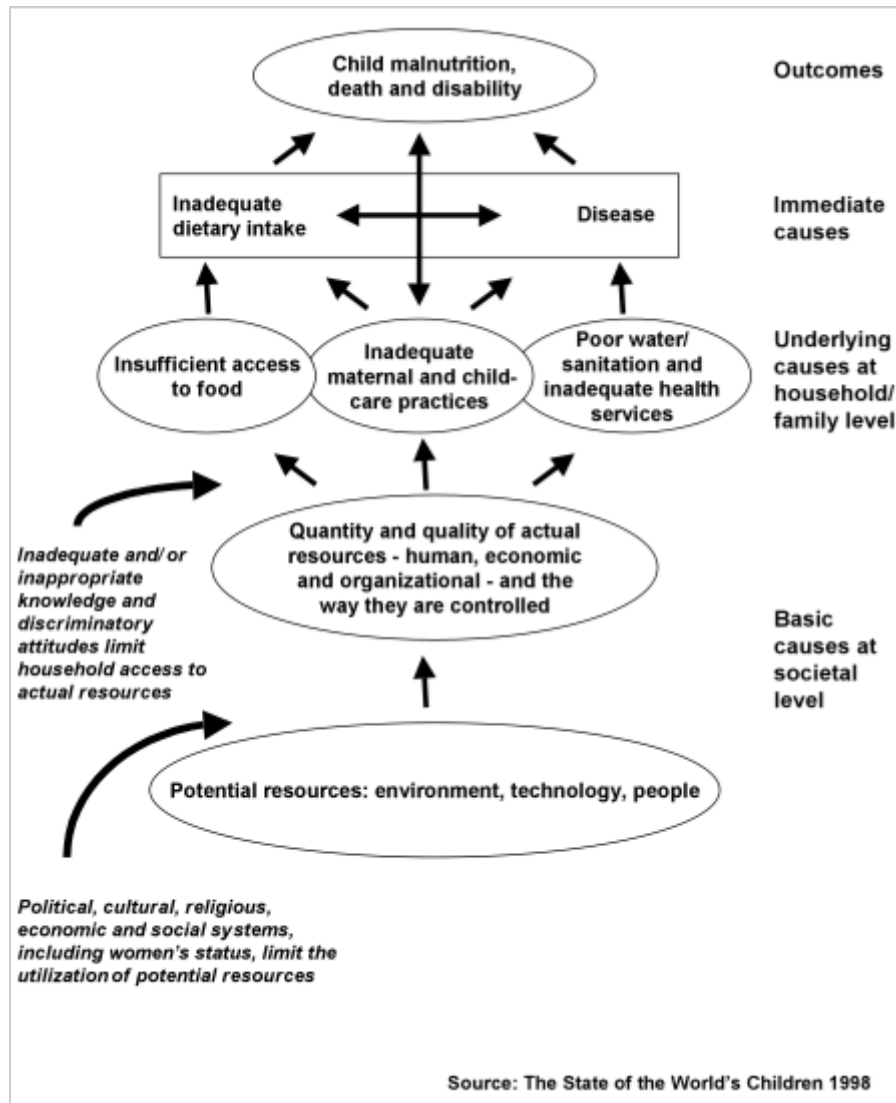 Child malnutrition,
death and disability
Outcomes
Inadequate
dietary intake
Disease
Immediate
causes
Insufficient access
to food
Inadequate
maternal and child-
care practices
Poor water/
sanitation and
inadequate health
services
Underlying
causes at
household/
family level
Quantity and quality of actual
resources - human, economic
and organizational - and the
way they are controlled
Inadequate and/ or
inappropriate
knowledge and
discriminatory
attitudes limit
household access to
actual resources
Basic
causes at
societal
level
Potential resources: environment, technology, people
Political, cultural, religious,
economic and social systems,
including women's status, limit the
utilization of potential resources
Source: The State of the World's Children 1998